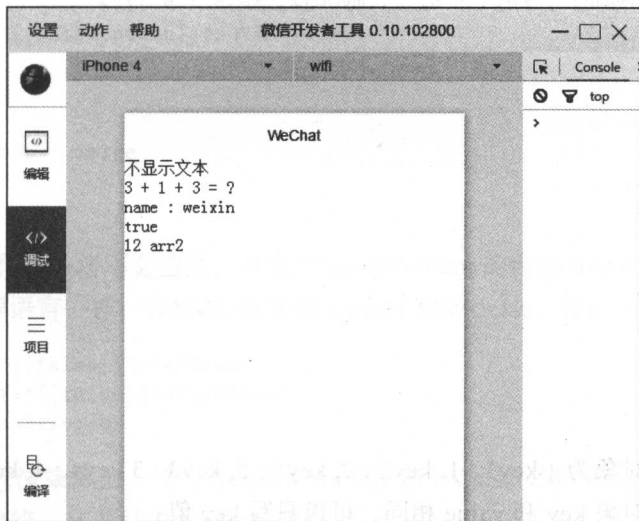 设置 动作 帮助 微信开发者工具 0.10.102800
iPhone 4 wifi Console
top
编辑
调试
项目
编译
WeChat
不显示文本
3 + 1 + 3 = ?
name : weixin
true
12 arr2